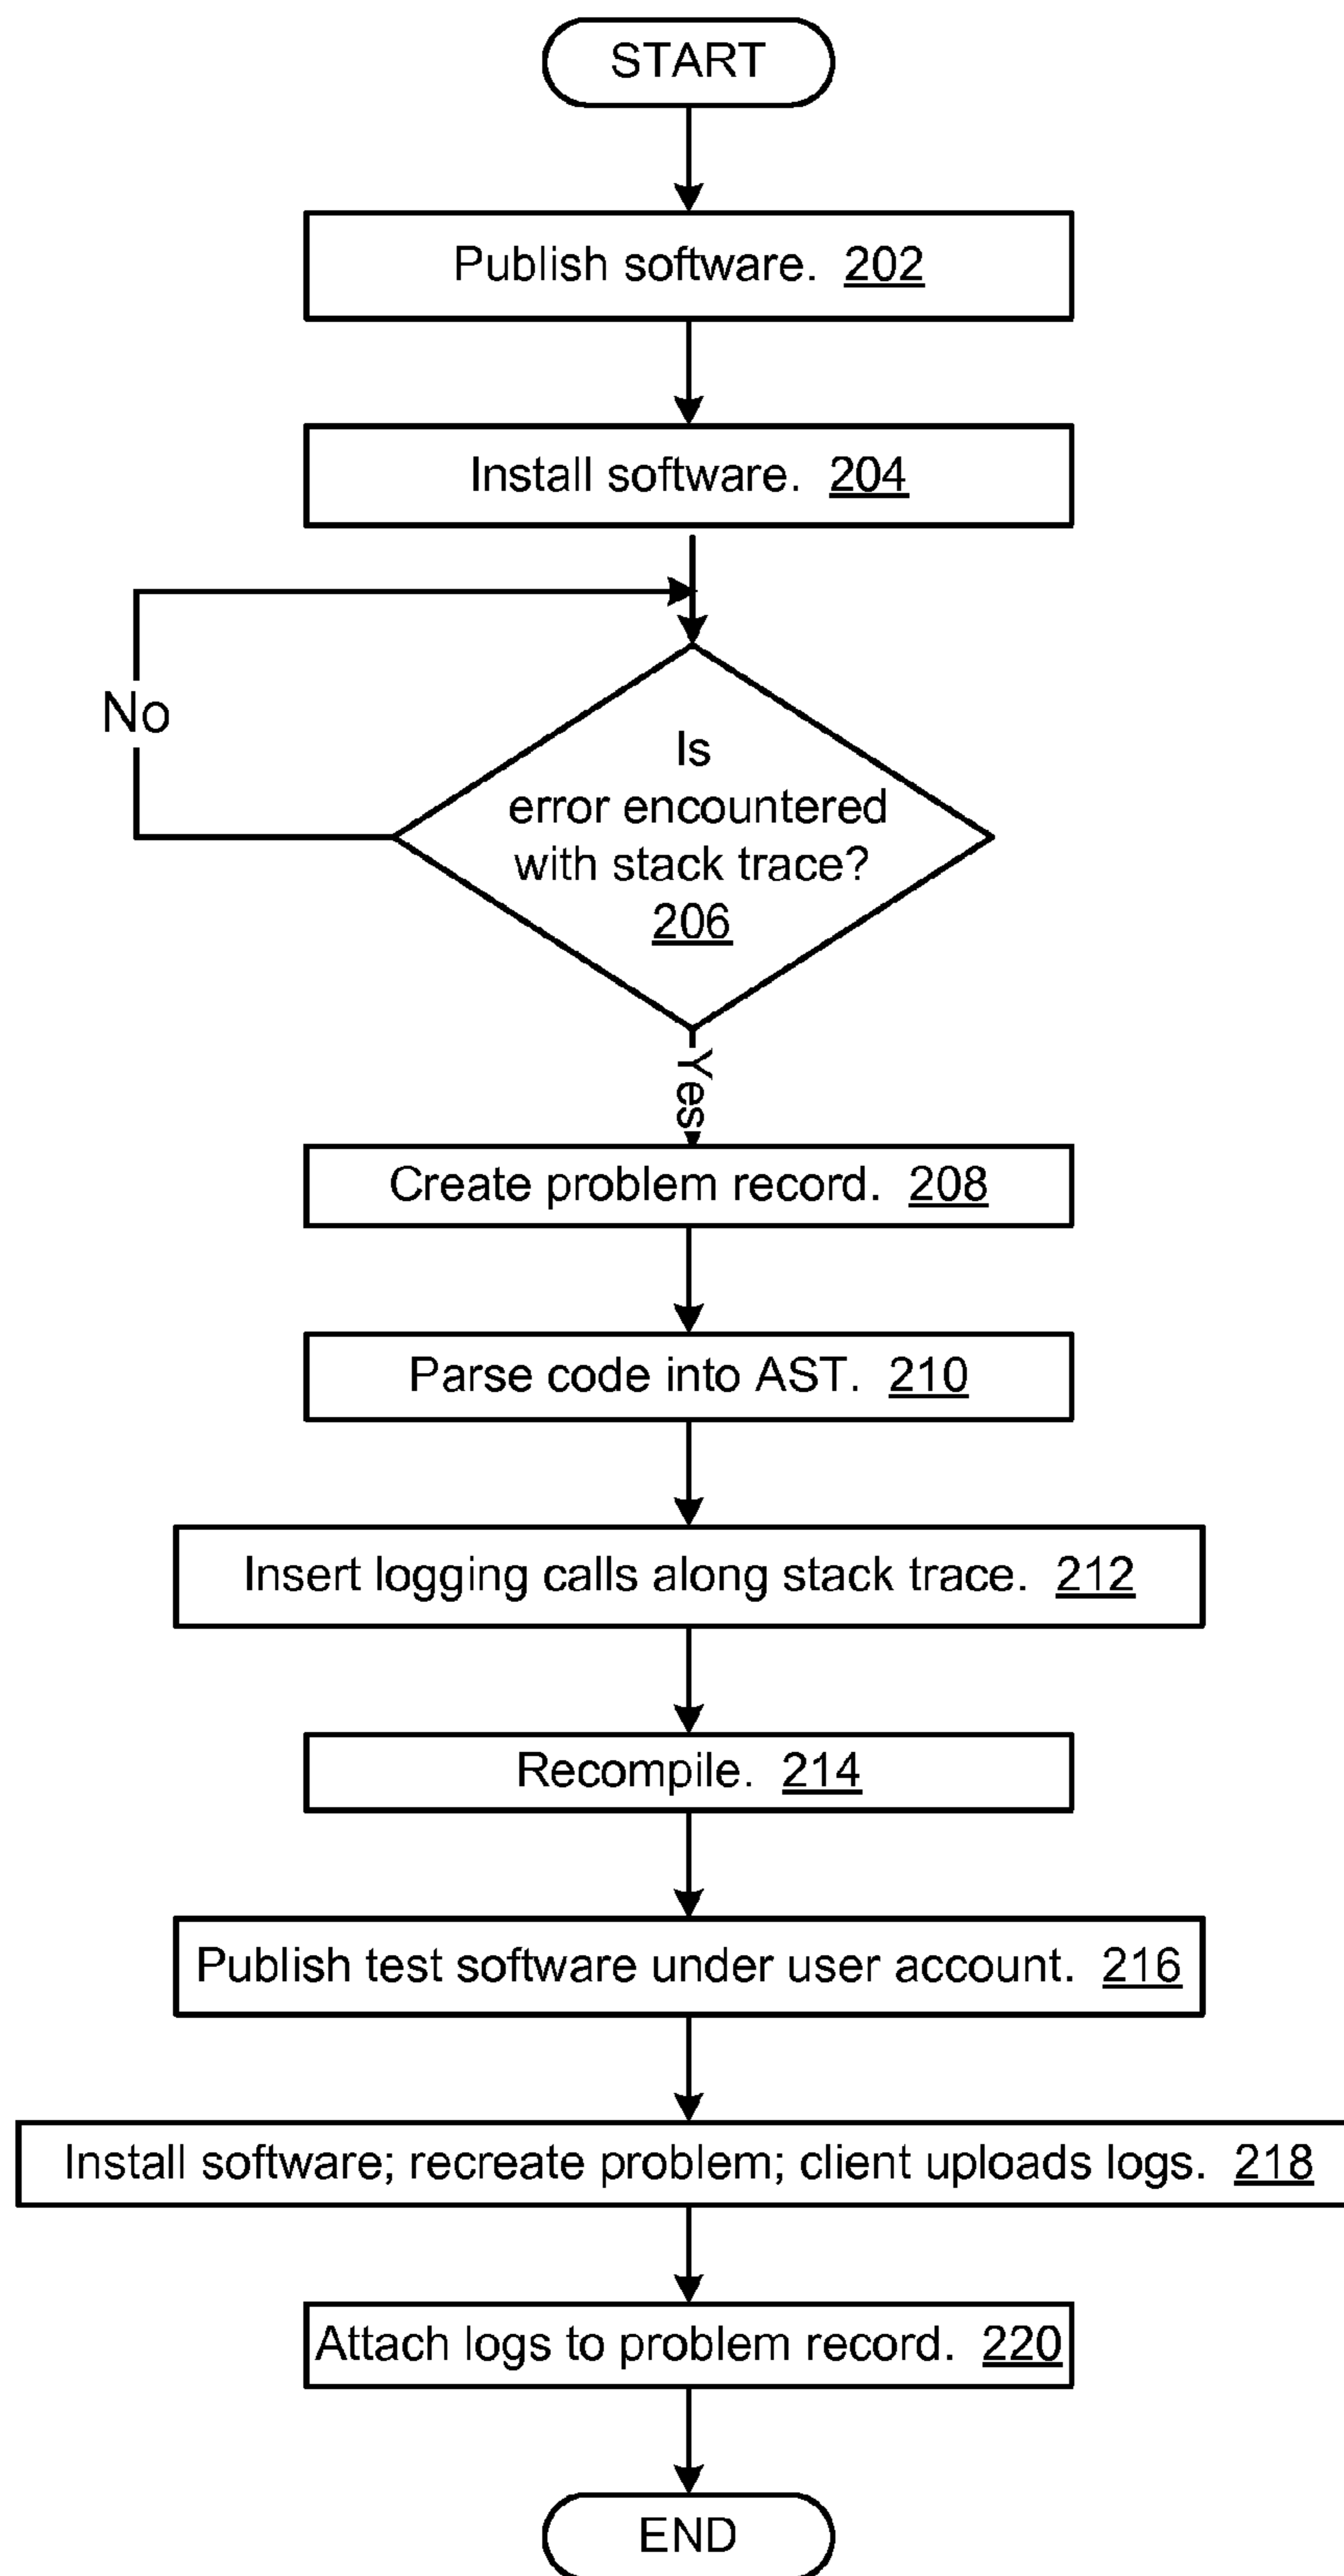 START
Publish software. 202
Install software. 204
No
Is
error encountered
with stack trace?
206
Yes
Create problem record. 208
Parse code into AST. 210
Insert logging calls along stack trace. 212
Recompile. 214
Publish test software under user account. 216
Install software; recreate problem; client uploads logs. 218
Attach logs to problem record. 220
END